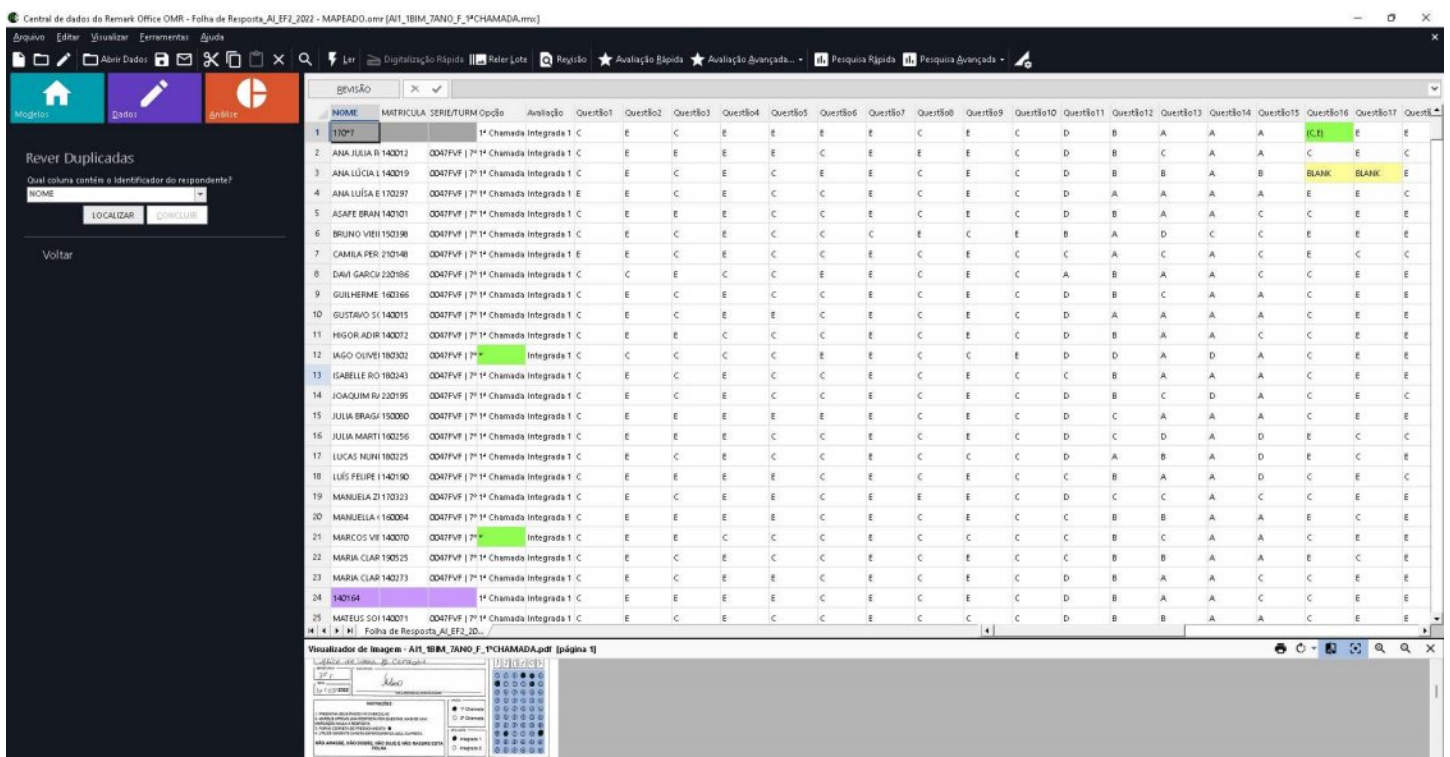 Central de dados do Remark Office OMR - Folha de Resposta_AI_EF2_2022 - MAPEADO.omr [AI1_1BIM_7ANO_F_1ªCHAMADA.rmx]
Arquivo Editar Visualizar Ferramentas Ajuda
Abrir Dados Ler Digitalização Rápida Reler Lote Revisão Avaliação Rápida Avaliação Avançada... Pesquisa Rápida Pesquisa Avançada
Modelos Dados Análise
REVISÃO
Rever Duplicadas
Qual coluna contém o Identificador do respondente?
NOME
LOCALIZAR CONCLUIR
Voltar
NOME MATRICULA SERIE/TURM Opção Avaliação Questão1 Questão2 Questão3 Questão4 Questão5 Questão6 Questão7 Questão8 Questão9 Questão10 Questão11 Questão12 Questão13 Questão14 Questão15 Questão16 Questão17
1 170*7 1ª Chamada Integrada 1 C E C E E E E C E C D B A A A (C,E) E E
2 ANA JULIA R 140012 0047FVF | 7º 1ª Chamada Integrada 1 C E E E E C E E E C D B C A A C E C
3 ANA LÚCIA L 140019 0047FVF | 7º 1ª Chamada Integrada 1 C E C E C C E C E C D B B A B BLANK BLANK E
4 ANA LUÍSA E 170297 0047FVF | 7º 1ª Chamada Integrada 1 E E C E C C E E E C D A A A A E E C
5 ASAFE BRAN 140101 0047FVF | 7º 1ª Chamada Integrada 1 C E E E C C E C E C D B A A C C E E
6 BRUNO VIEII 150398 0047FVF | 7º 1ª Chamada Integrada 1 C E C E C C C E C E B A D C C E E E
7 CAMILA PER 210148 0047FVF | 7º 1ª Chamada Integrada 1 E E C E C C E C E C C A C A C E C C
8 DAVI GARCI 220186 0047FVF | 7º 1ª Chamada Integrada 1 C C E C C E E C E C A B A A C C E E
9 GUILHERME 160366 0047FVF | 7º 1ª Chamada Integrada 1 C E C E C C E C E C D B C A A C E E
10 GUSTAVO S 140015 0047FVF | 7º 1ª Chamada Integrada 1 C E C E C C E C E C D A A A A C E E
11 HIGOR ADIR 140072 0047FVF | 7º 1ª Chamada Integrada 1 C E E C C C E C E C D B A A C C E E
12 IAGO OLIVEI 180302 0047FVF | 7º * Integrada 1 C C C C C E E C C E D D A D A C E E
13 ISABELLE RO 180243 0047FVF | 7º 1ª Chamada Integrada 1 C E C E C C E C E C C B A A A C E E
14 JOAQUIM R 220195 0047FVF | 7º 1ª Chamada Integrada 1 C E C E C C E C E C D B C D A C E C
15 JULIA BRAG 150080 0047FVF | 7º 1ª Chamada Integrada 1 C E E E E E E C E C D C A A A C E E
16 JULIA MARTI 160256 0047FVF | 7º 1ª Chamada Integrada 1 C E E E C C E C E C D C D A D E C C
17 LUCAS NUNI 180225 0047FVF | 7º 1ª Chamada Integrada 1 C E C E C C E C C C D A B A D E C E
18 LUÍS FELIPE 140190 0047FVF | 7º 1ª Chamada Integrada 1 C E E E E C E C E C C B A A D C E C
19 MANUELA Z 170323 0047FVF | 7º 1ª Chamada Integrada 1 C E C E E C E E E C D C C A C C E E
20 MANUELLA 160084 0047FVF | 7º 1ª Chamada Integrada 1 C E E E E C E C E C C B B A A E C E
21 MARCOS VI 140070 0047FVF | 7º * Integrada 1 C E E C C C E C C C C B C A A C E E
22 MARIA CLAR 190525 0047FVF | 7º 1ª Chamada Integrada 1 C E C E C C E C E C C B A A A E C E
23 MARIA CLAR 140273 0047FVF | 7º 1ª Chamada Integrada 1 C E C E E C E C E C D B A A C C E E
24 140164 1ª Chamada Integrada 1 C E E E E C E C E C D B A A C C E E
25 MATEUS SO 140071 0047FVF | 7º 1ª Chamada Integrada 1 C E C E C C E C C C D B B A A C E E
Folha de Resposta_AI_EF2_20...
Visualizador de Imagem - AI1_1BIM_7ANO_F_1ªCHAMADA.pdf [página 1]
INSTRUÇÕES
1ª Chamada
2ª Chamada
Integrada 1
Integrada 2
NÃO AMASSE, NÃO DOBRE, NÃO SUJE E NÃO RASURE ESTA
FOLHA